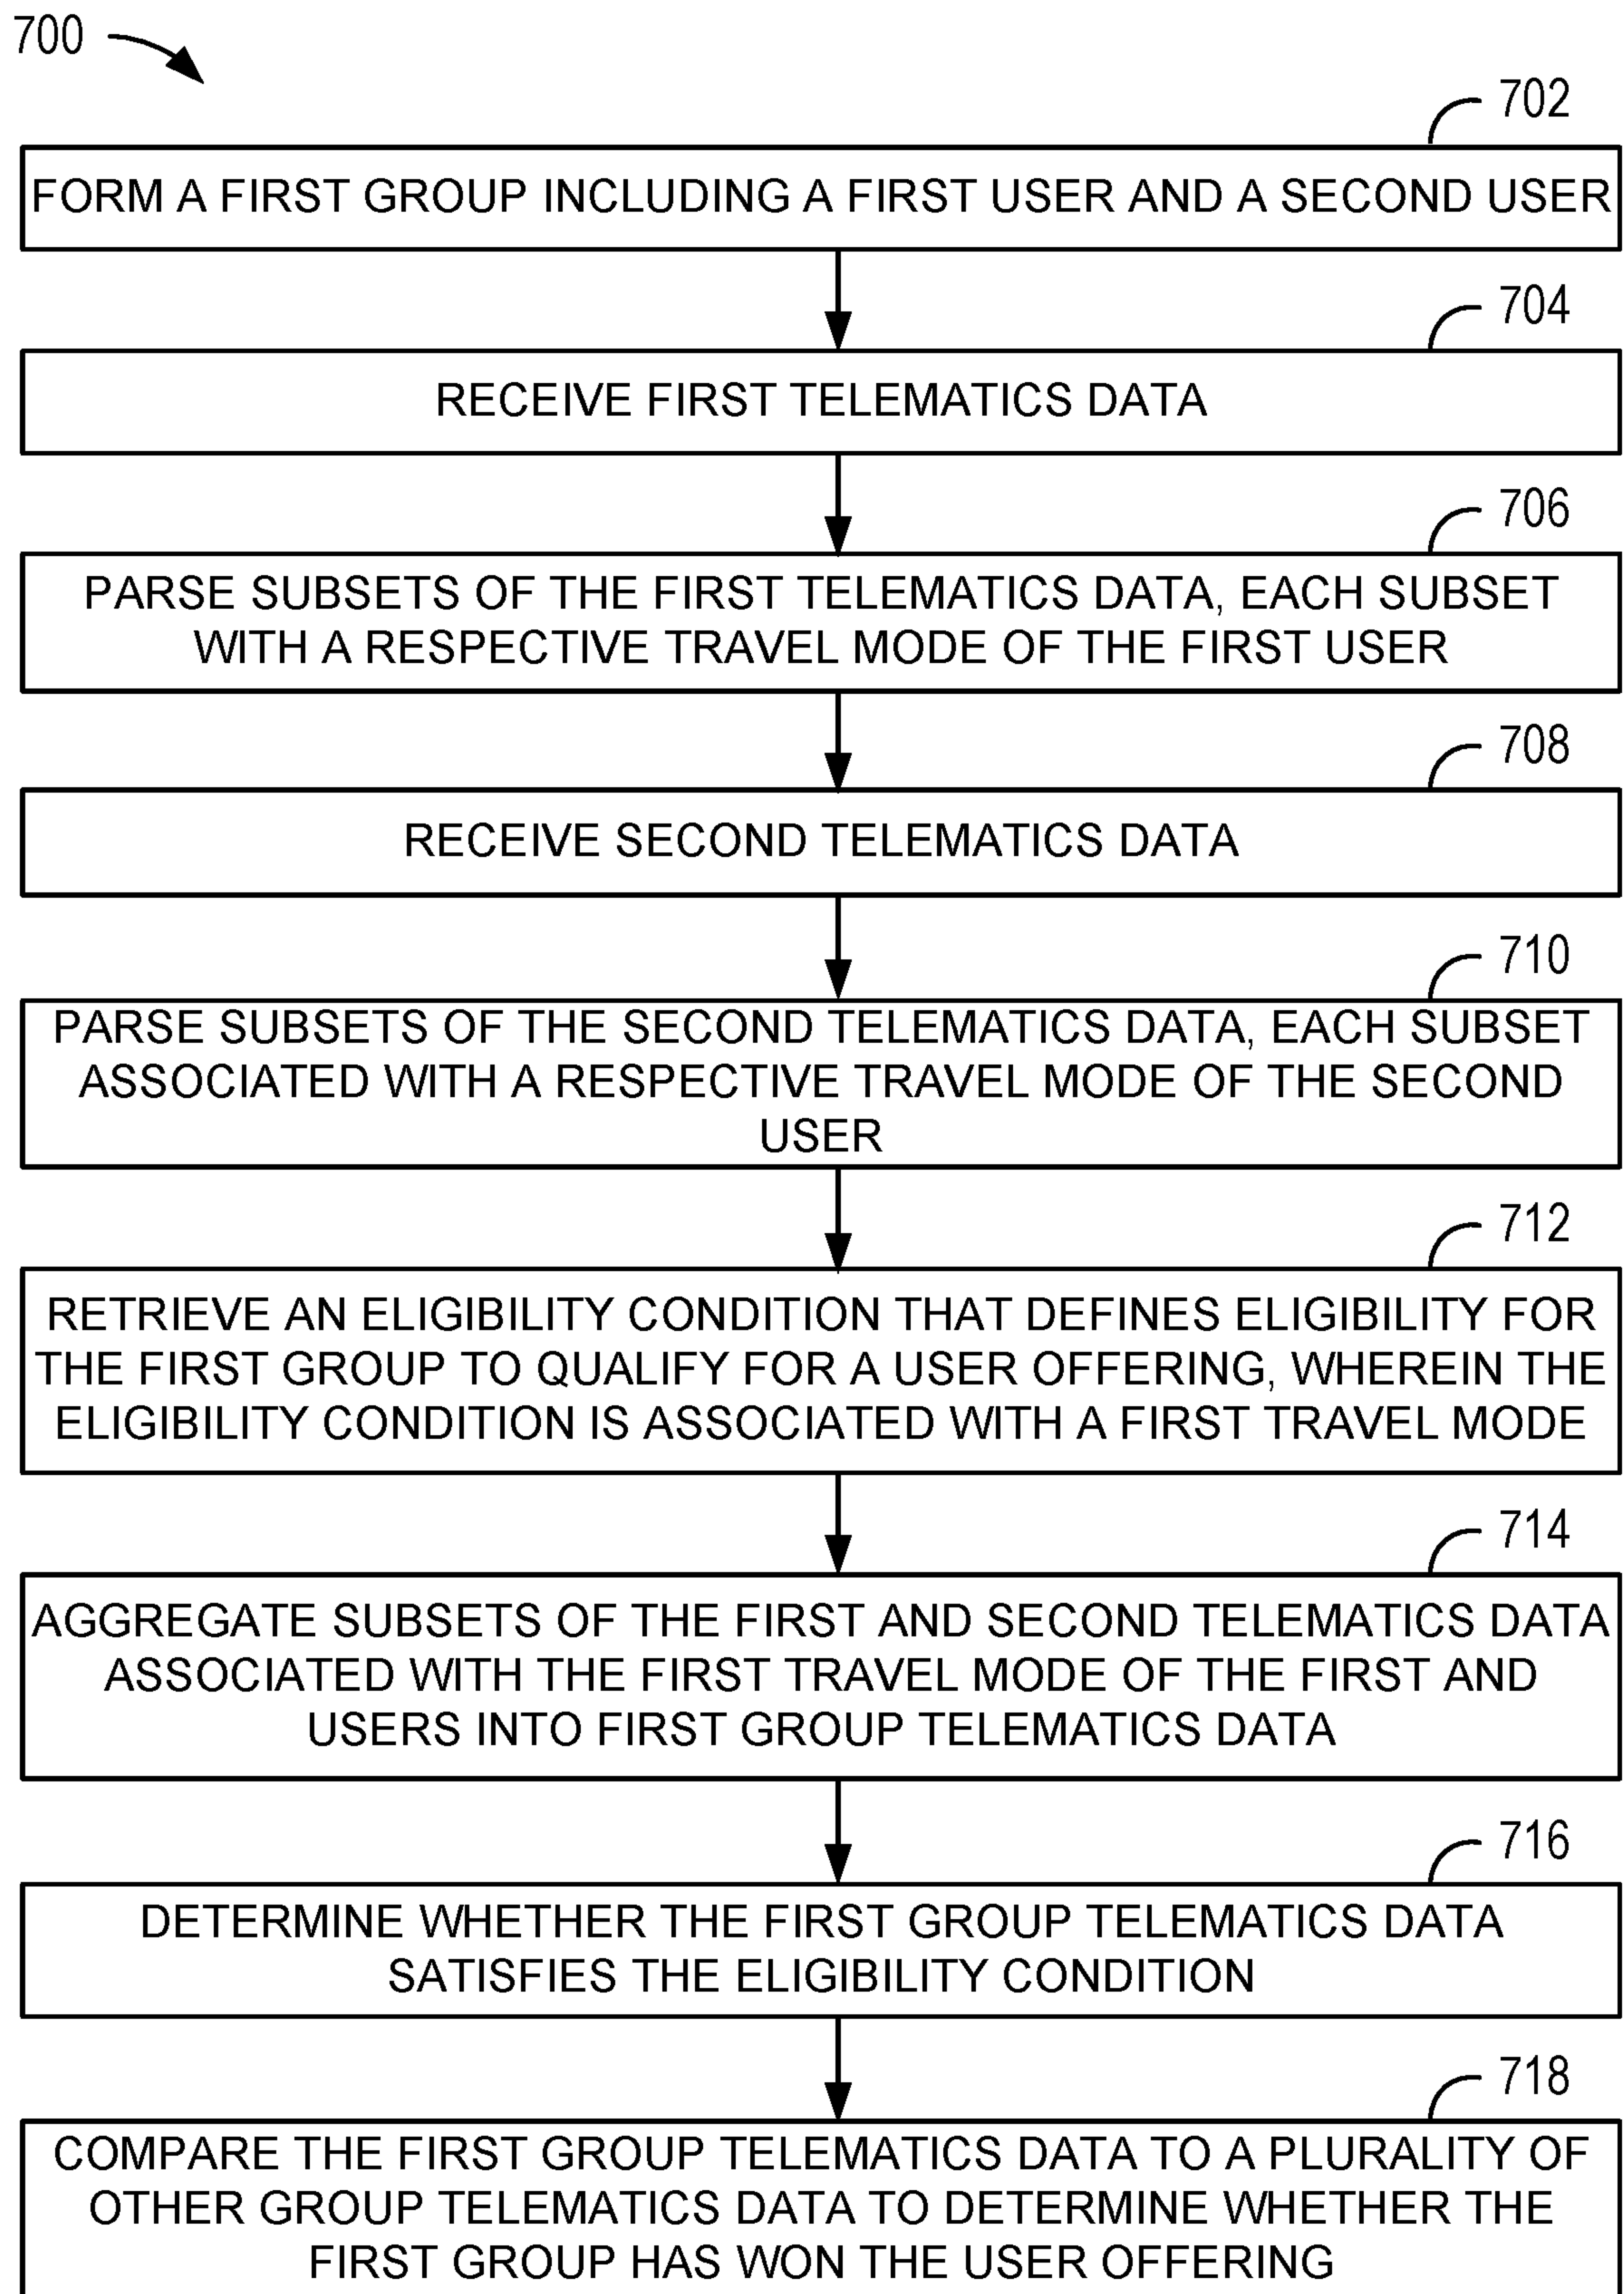 700
702
FORM A FIRST GROUP INCLUDING A FIRST USER AND A SECOND USER
704
RECEIVE FIRST TELEMATICS DATA
706
PARSE SUBSETS OF THE FIRST TELEMATICS DATA, EACH SUBSET
WITH A RESPECTIVE TRAVEL MODE OF THE FIRST USER
708
RECEIVE SECOND TELEMATICS DATA
710
PARSE SUBSETS OF THE SECOND TELEMATICS DATA, EACH SUBSET
ASSOCIATED WITH A RESPECTIVE TRAVEL MODE OF THE SECOND
USER
712
RETRIEVE AN ELIGIBILITY CONDITION THAT DEFINES ELIGIBILITY FOR
THE FIRST GROUP TO QUALIFY FOR A USER OFFERING, WHEREIN THE
ELIGIBILITY CONDITION IS ASSOCIATED WITH A FIRST TRAVEL MODE
714
AGGREGATE SUBSETS OF THE FIRST AND SECOND TELEMATICS DATA
ASSOCIATED WITH THE FIRST TRAVEL MODE OF THE FIRST AND
USERS INTO FIRST GROUP TELEMATICS DATA
716
DETERMINE WHETHER THE FIRST GROUP TELEMATICS DATA
SATISFIES THE ELIGIBILITY CONDITION
718
COMPARE THE FIRST GROUP TELEMATICS DATA TO A PLURALITY OF
OTHER GROUP TELEMATICS DATA TO DETERMINE WHETHER THE
FIRST GROUP HAS WON THE USER OFFERING